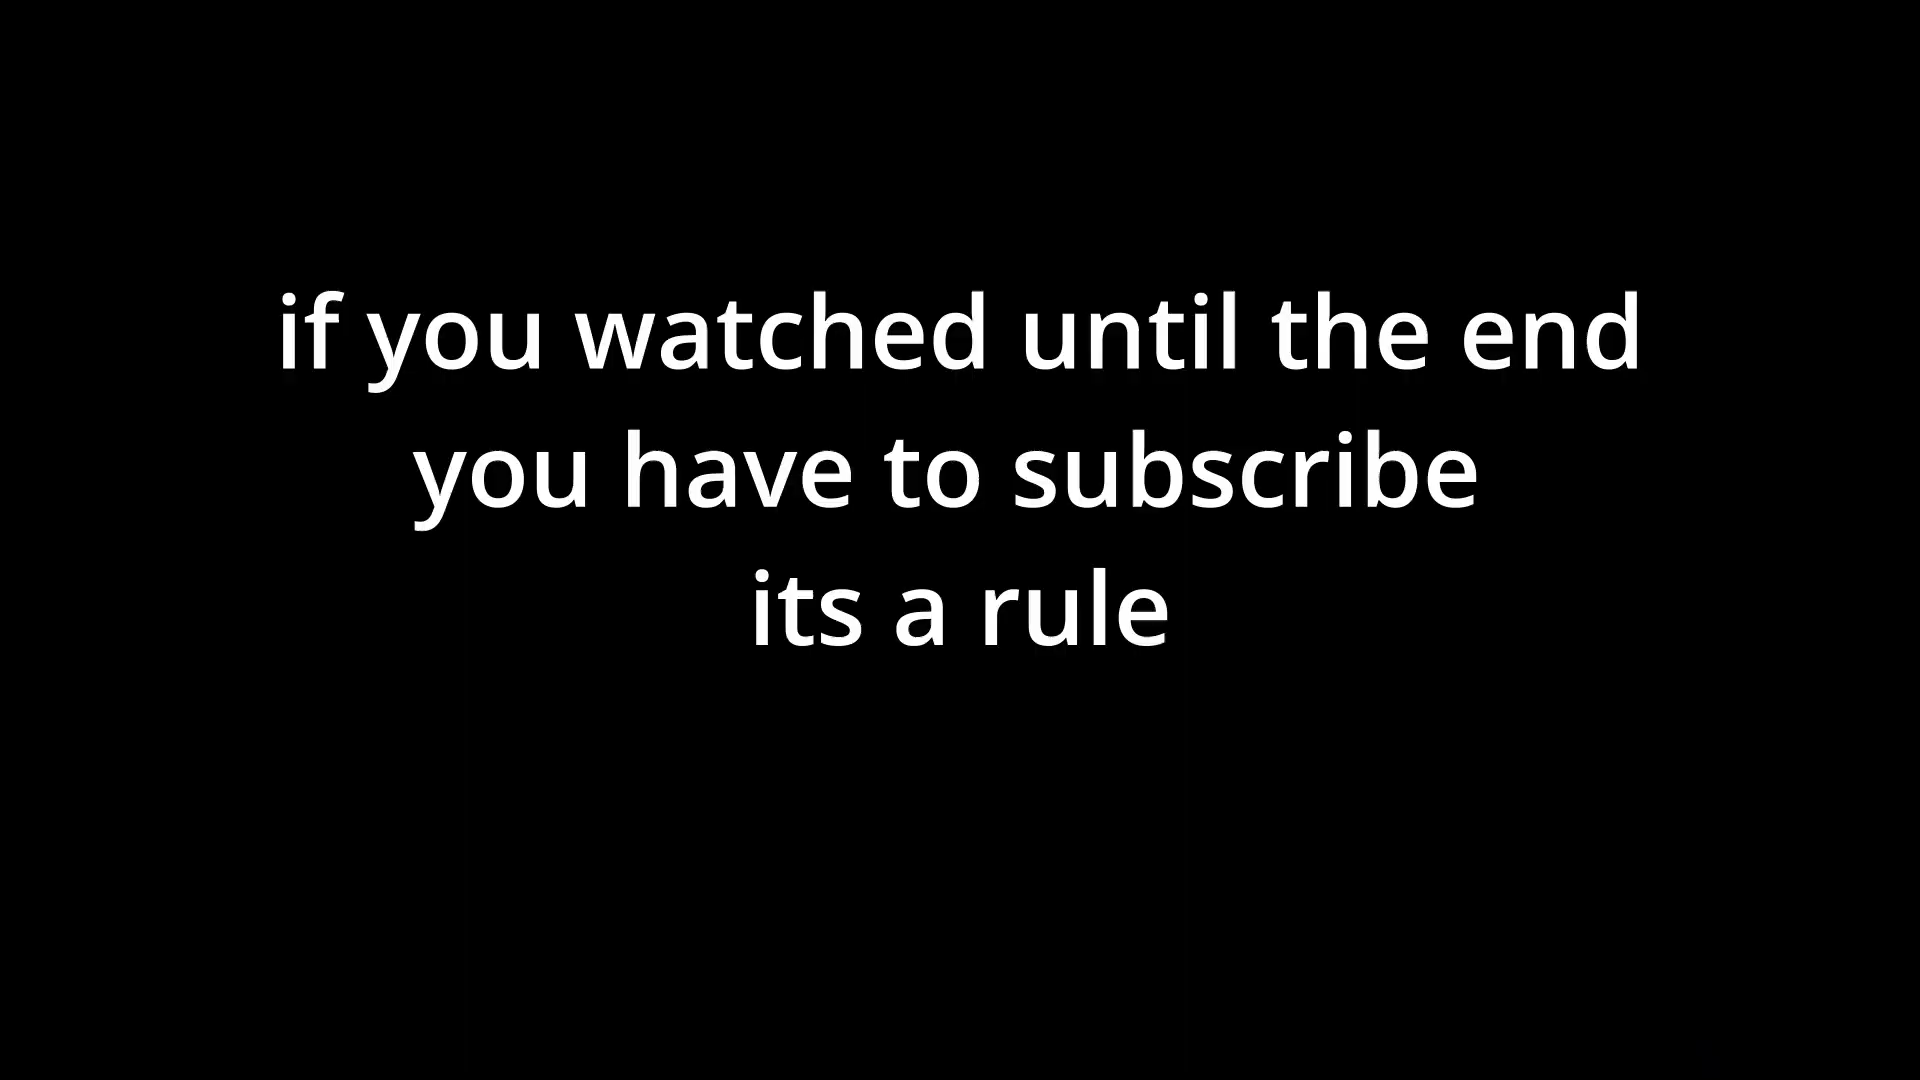 if you watched until the end
you have to subscribe
its a rule